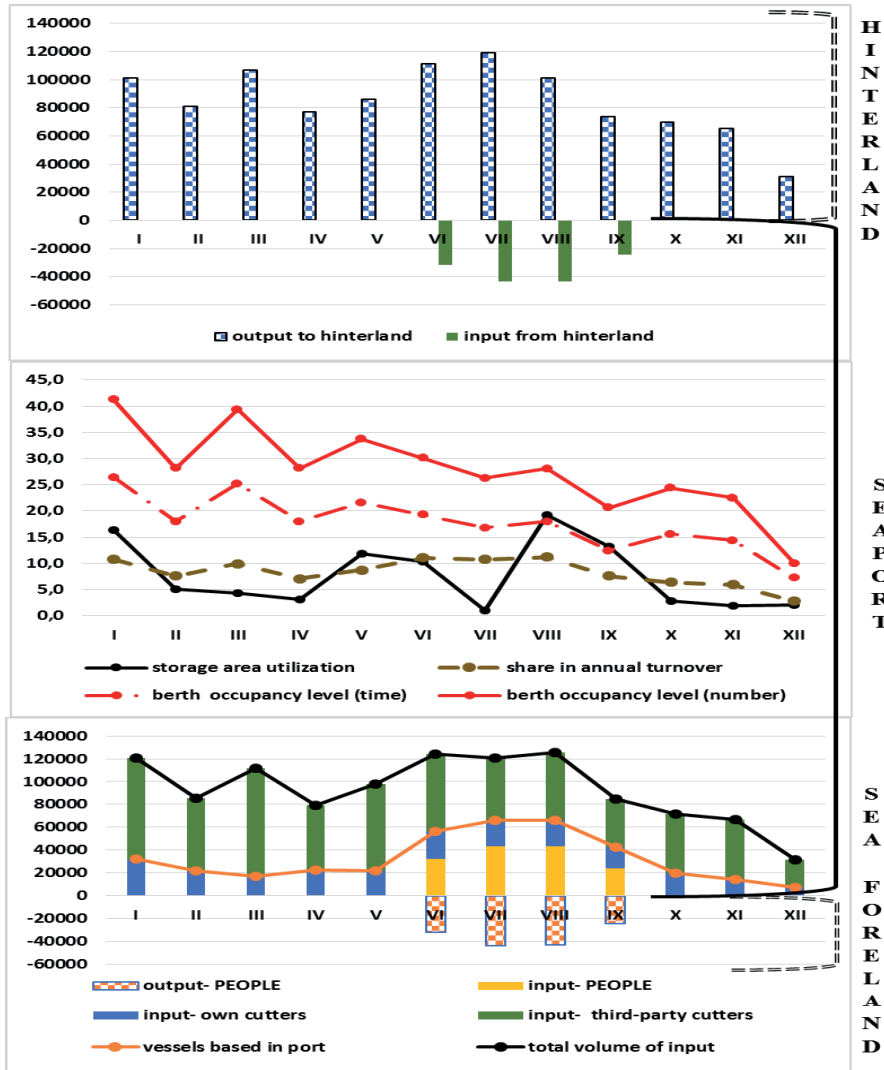 140000
120000
100000
80000
60000
40000
20000
0
-20000
-40000
-60000
I II III IV V VI VII VIII IX X XI XII
output to hinterland input from hinterland
HINTERLAND
45,0
40,0
35,0
30,0
25,0
20,0
15,0
10,0
5,0
0,0
I II III IV V VI VII VIII IX X XI XII
storage area utilization share in annual turnover
berth occupancy level (time) berth occupancy level (number)
SEAPORT
140000
120000
100000
80000
60000
40000
20000
0
-20000
-40000
-60000
I II III IV V VI VII VIII IX X XI XII
output- PEOPLE input- PEOPLE
input- own cutters input- third-party cutters
vessels based in port total volume of input
SEA FORELAND